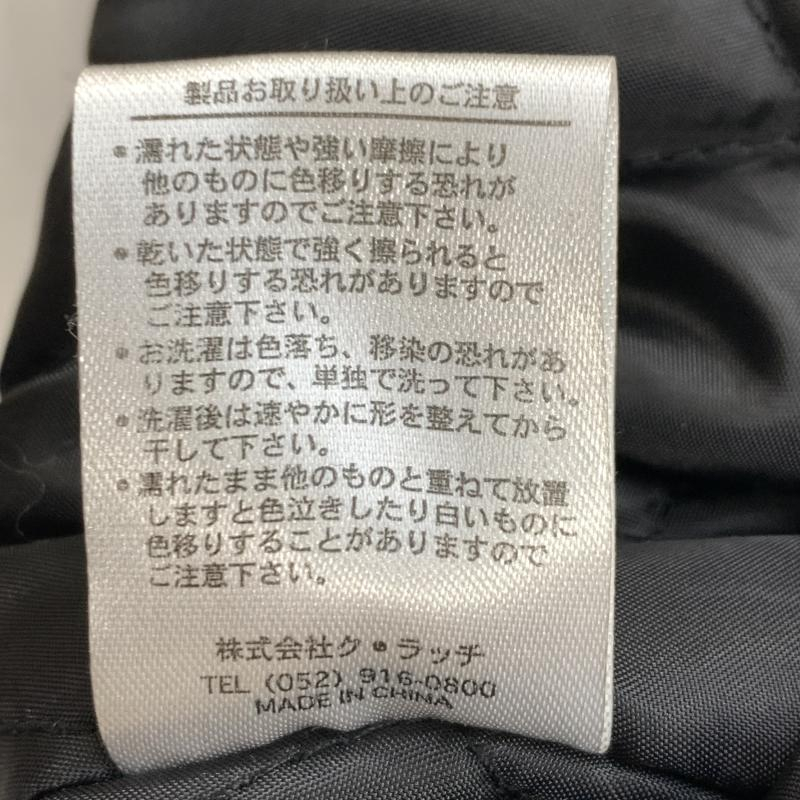 製品お取り扱い上のご注意
・濡れた状態や強い摩擦により
他のものに色移りする恐れが
ありますのでご注意下さい。
・乾いた状態で強く擦られると
色移りする恐れがありますので
ご注意下さい。
・お洗濯は色落ち、移染の恐れがあ
りますので、単独で洗って下さい。
・洗濯後は速やかに形を整えてから
干して下さい。
・濡れたまま他のものと重ねて放置
しますと色泣きしたり白いものに
色移りすることがありますので
ご注意下さい。
株式会社ク・ラッチ
TEL (052) 916-0800
MADE IN CHINA